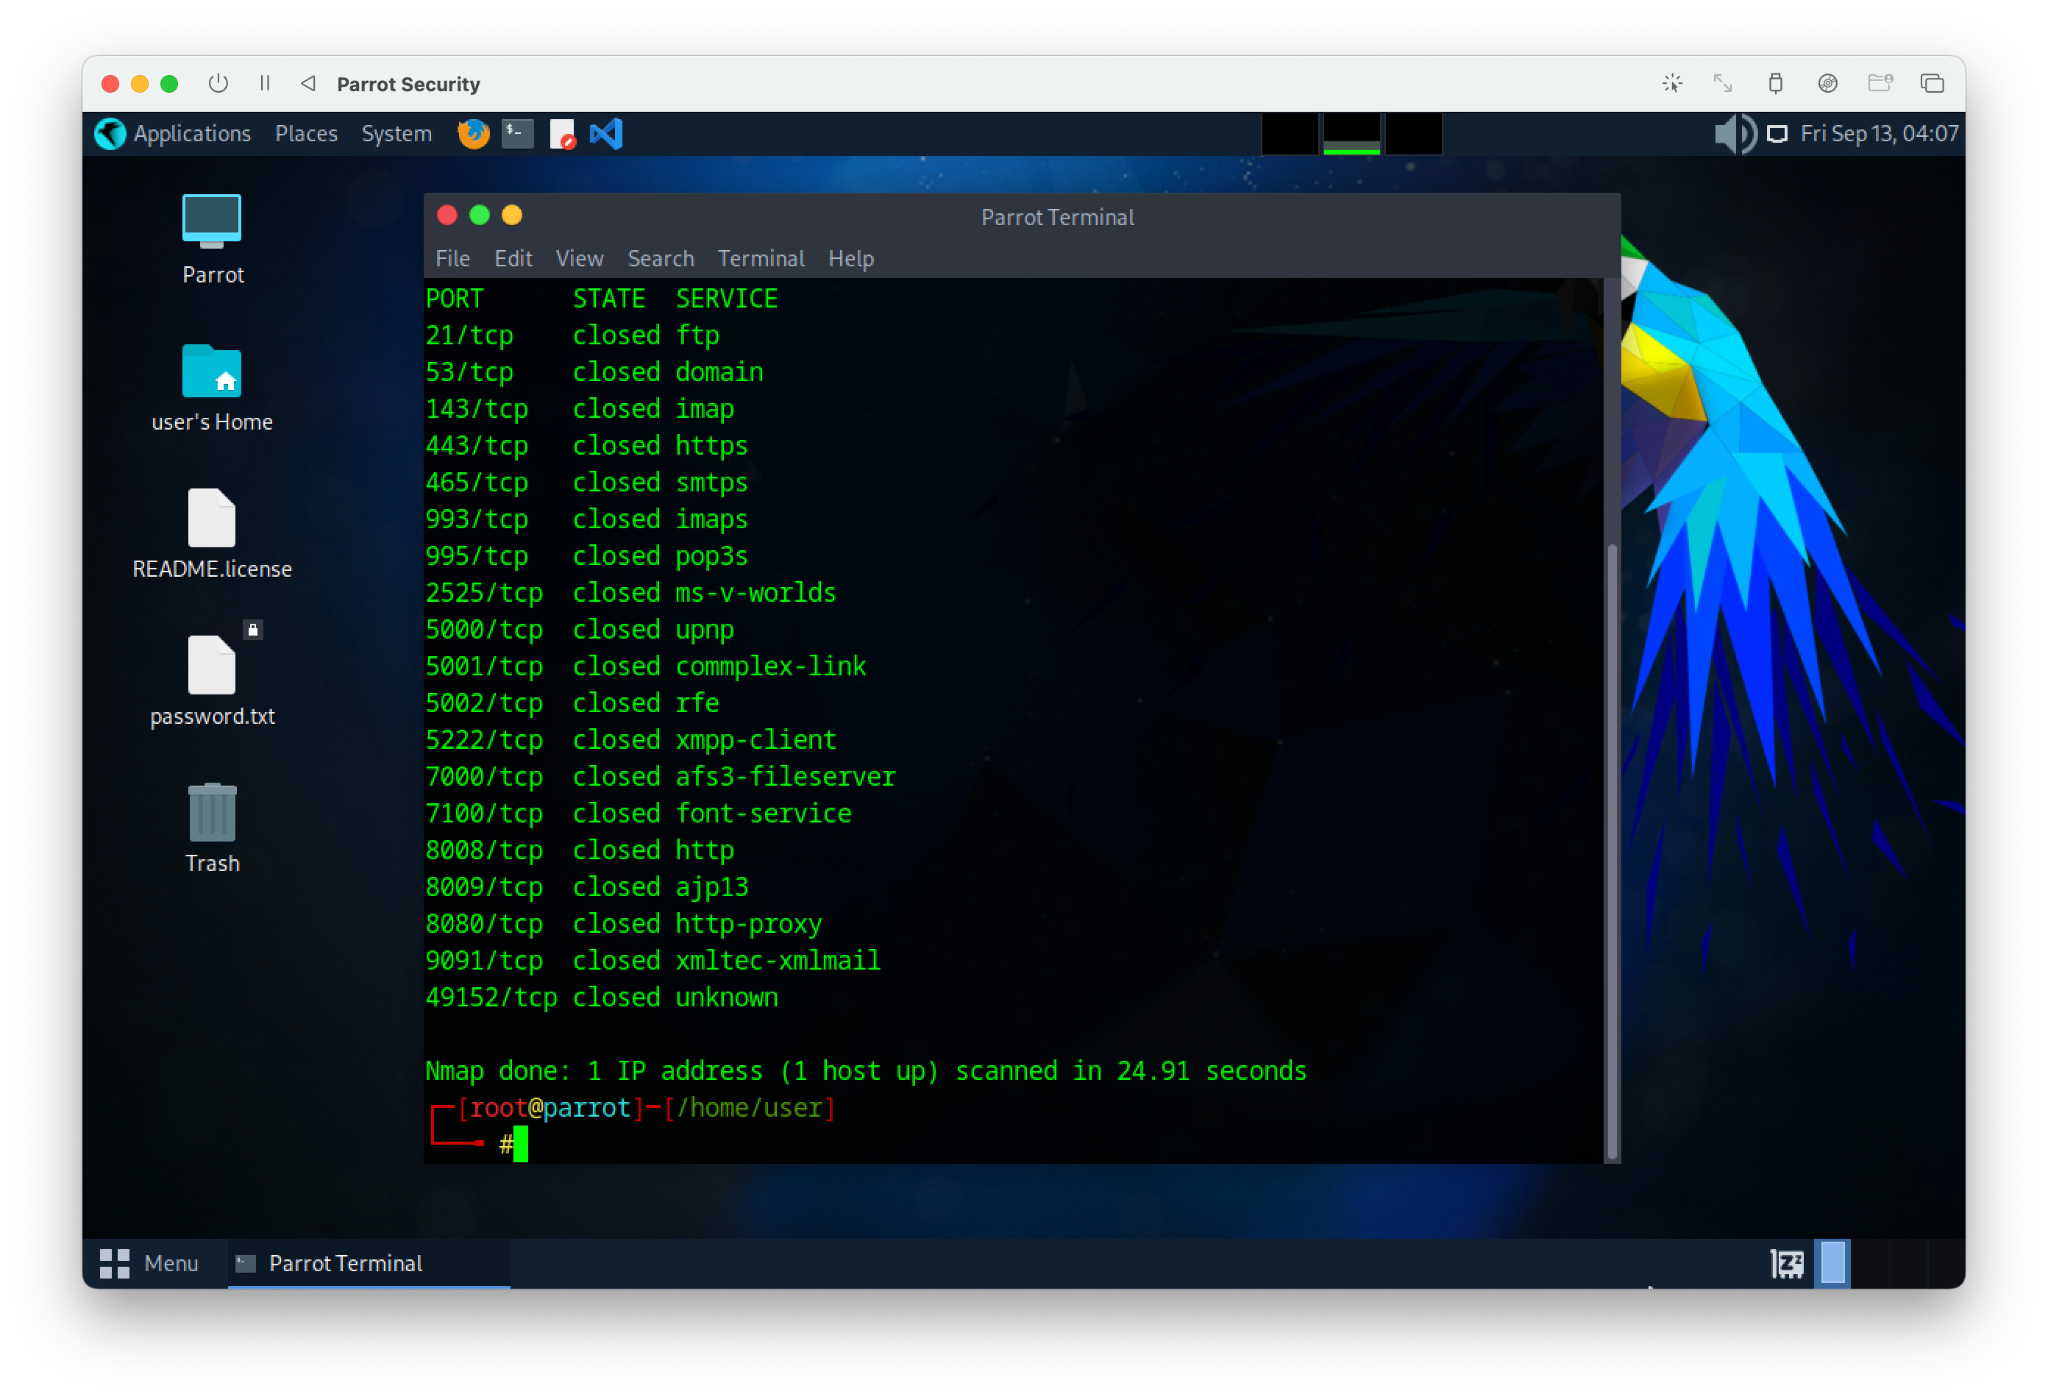 Parrot Security
Applications Places System Fri Sep 13, 04:07
Parrot
user's Home
README.license
password.txt
Trash
Parrot Terminal
File Edit View Search Terminal Help
PORT STATE SERVICE
21/tcp closed ftp
53/tcp closed domain
143/tcp closed imap
443/tcp closed https
465/tcp closed smtps
993/tcp closed imaps
995/tcp closed pop3s
2525/tcp closed ms-v-worlds
5000/tcp closed upnp
5001/tcp closed commplex-link
5002/tcp closed rfe
5222/tcp closed xmpp-client
7000/tcp closed afs3-fileserver
7100/tcp closed font-service
8008/tcp closed http
8009/tcp closed ajp13
8080/tcp closed http-proxy
9091/tcp closed xmltec-xmlmail
49152/tcp closed unknown
Nmap done: 1 IP address (1 host up) scanned in 24.91 seconds
┌─[root@parrot]─[/home/user]
└──╼ #
Menu Parrot Terminal